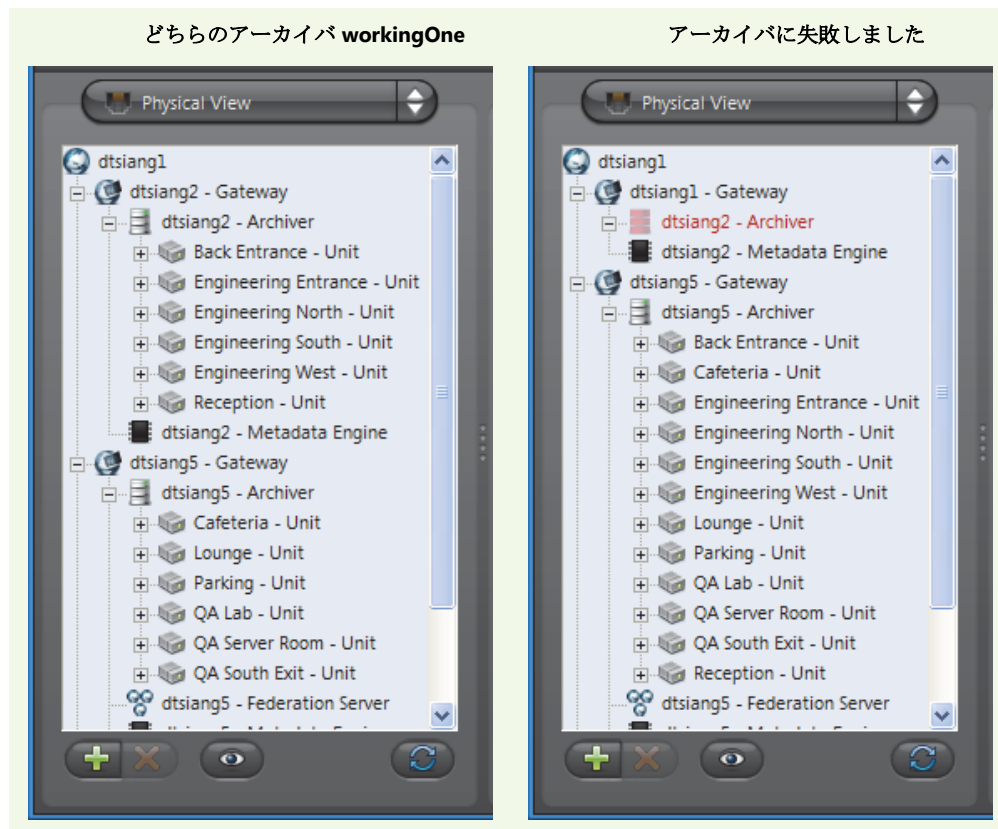 どちらのアーカイバ workingOne
Physical View
dtsiang1
dtsiang2 - Gateway
dtsiang2 - Archiver
Back Entrance - Unit
Engineering Entrance - Unit
Engineering North - Unit
Engineering South - Unit
Engineering West - Unit
Reception - Unit
dtsiang2 - Metadata Engine
dtsiang5 - Gateway
dtsiang5 - Archiver
Cafeteria - Unit
Lounge - Unit
Parking - Unit
QA Lab - Unit
QA Server Room - Unit
QA South Exit - Unit
dtsiang5 - Federation Server
アーカイバに失敗しました
Physical View
dtsiang1
dtsiang1 - Gateway
dtsiang2 - Archiver
dtsiang2 - Metadata Engine
dtsiang5 - Gateway
dtsiang5 - Archiver
Back Entrance - Unit
Cafeteria - Unit
Engineering Entrance - Unit
Engineering North - Unit
Engineering South - Unit
Engineering West - Unit
Lounge - Unit
Parking - Unit
QA Lab - Unit
QA Server Room - Unit
QA South Exit - Unit
Reception - Unit
dtsiang5 - Federation Server